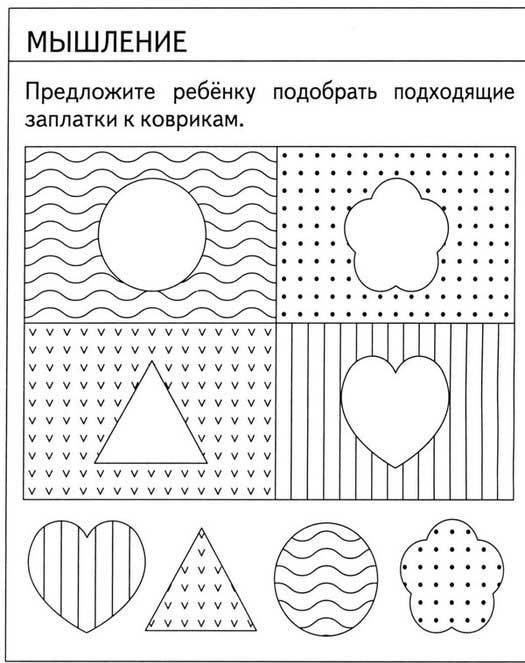 МЫШЛЕНИЕ
Предложите ребёнку подобрать подходящие
заплатки к коврикам.